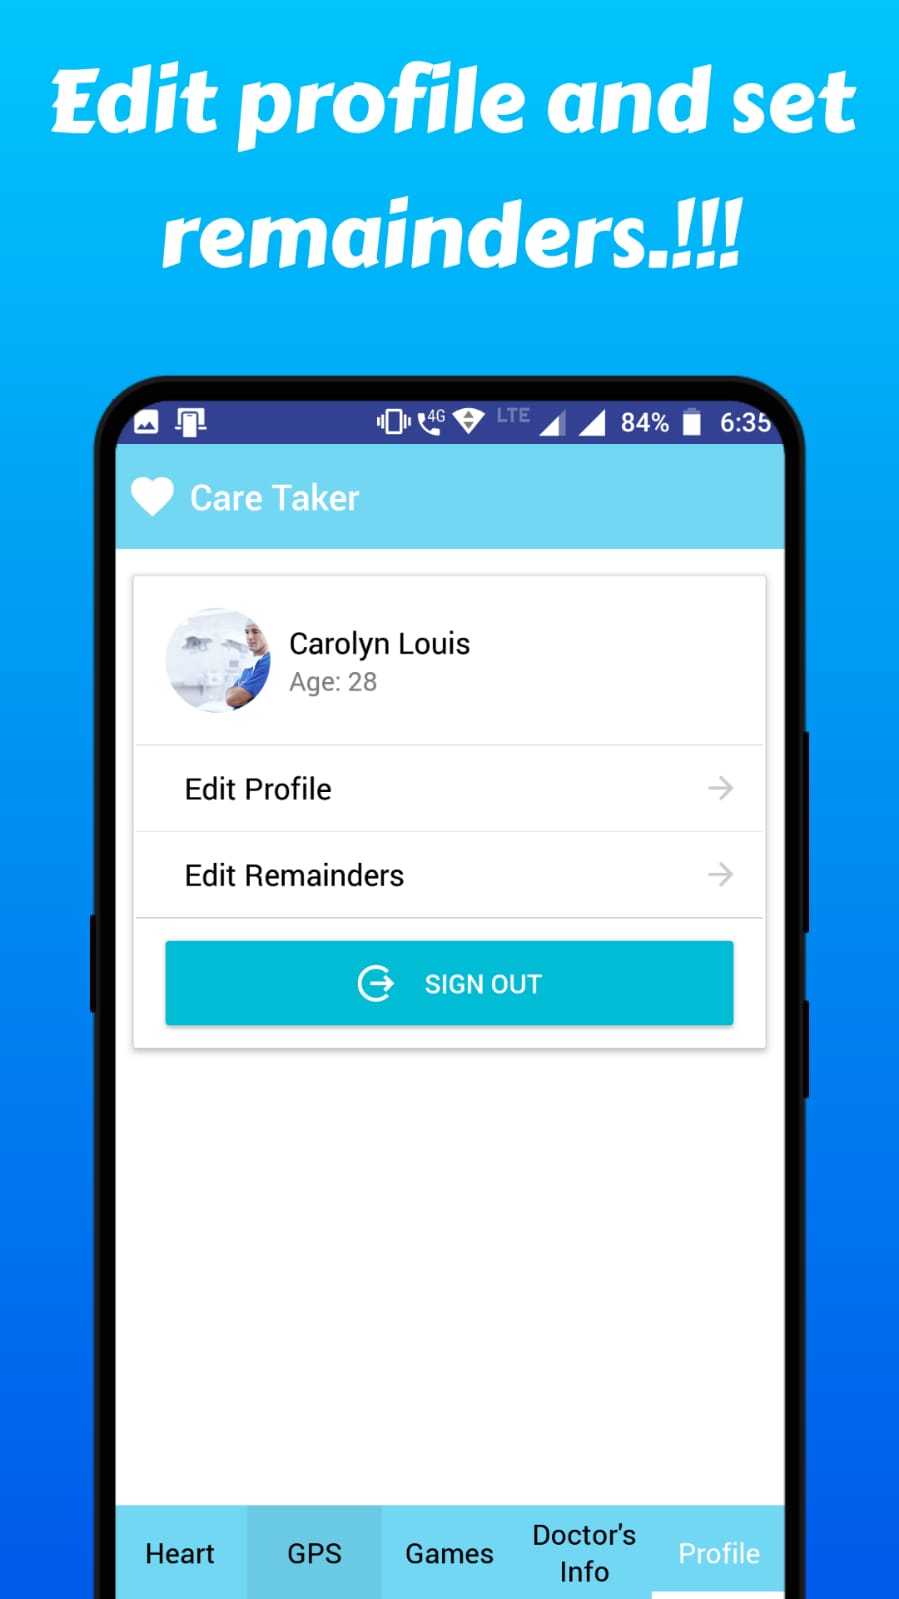 Edit profile and set
remainders.!!!
4G LTE 84% 6:35
Care Taker
Carolyn Louis
Age: 28
Edit Profile
Edit Remainders
SIGN OUT
Heart GPS Games Doctor's Info Profile